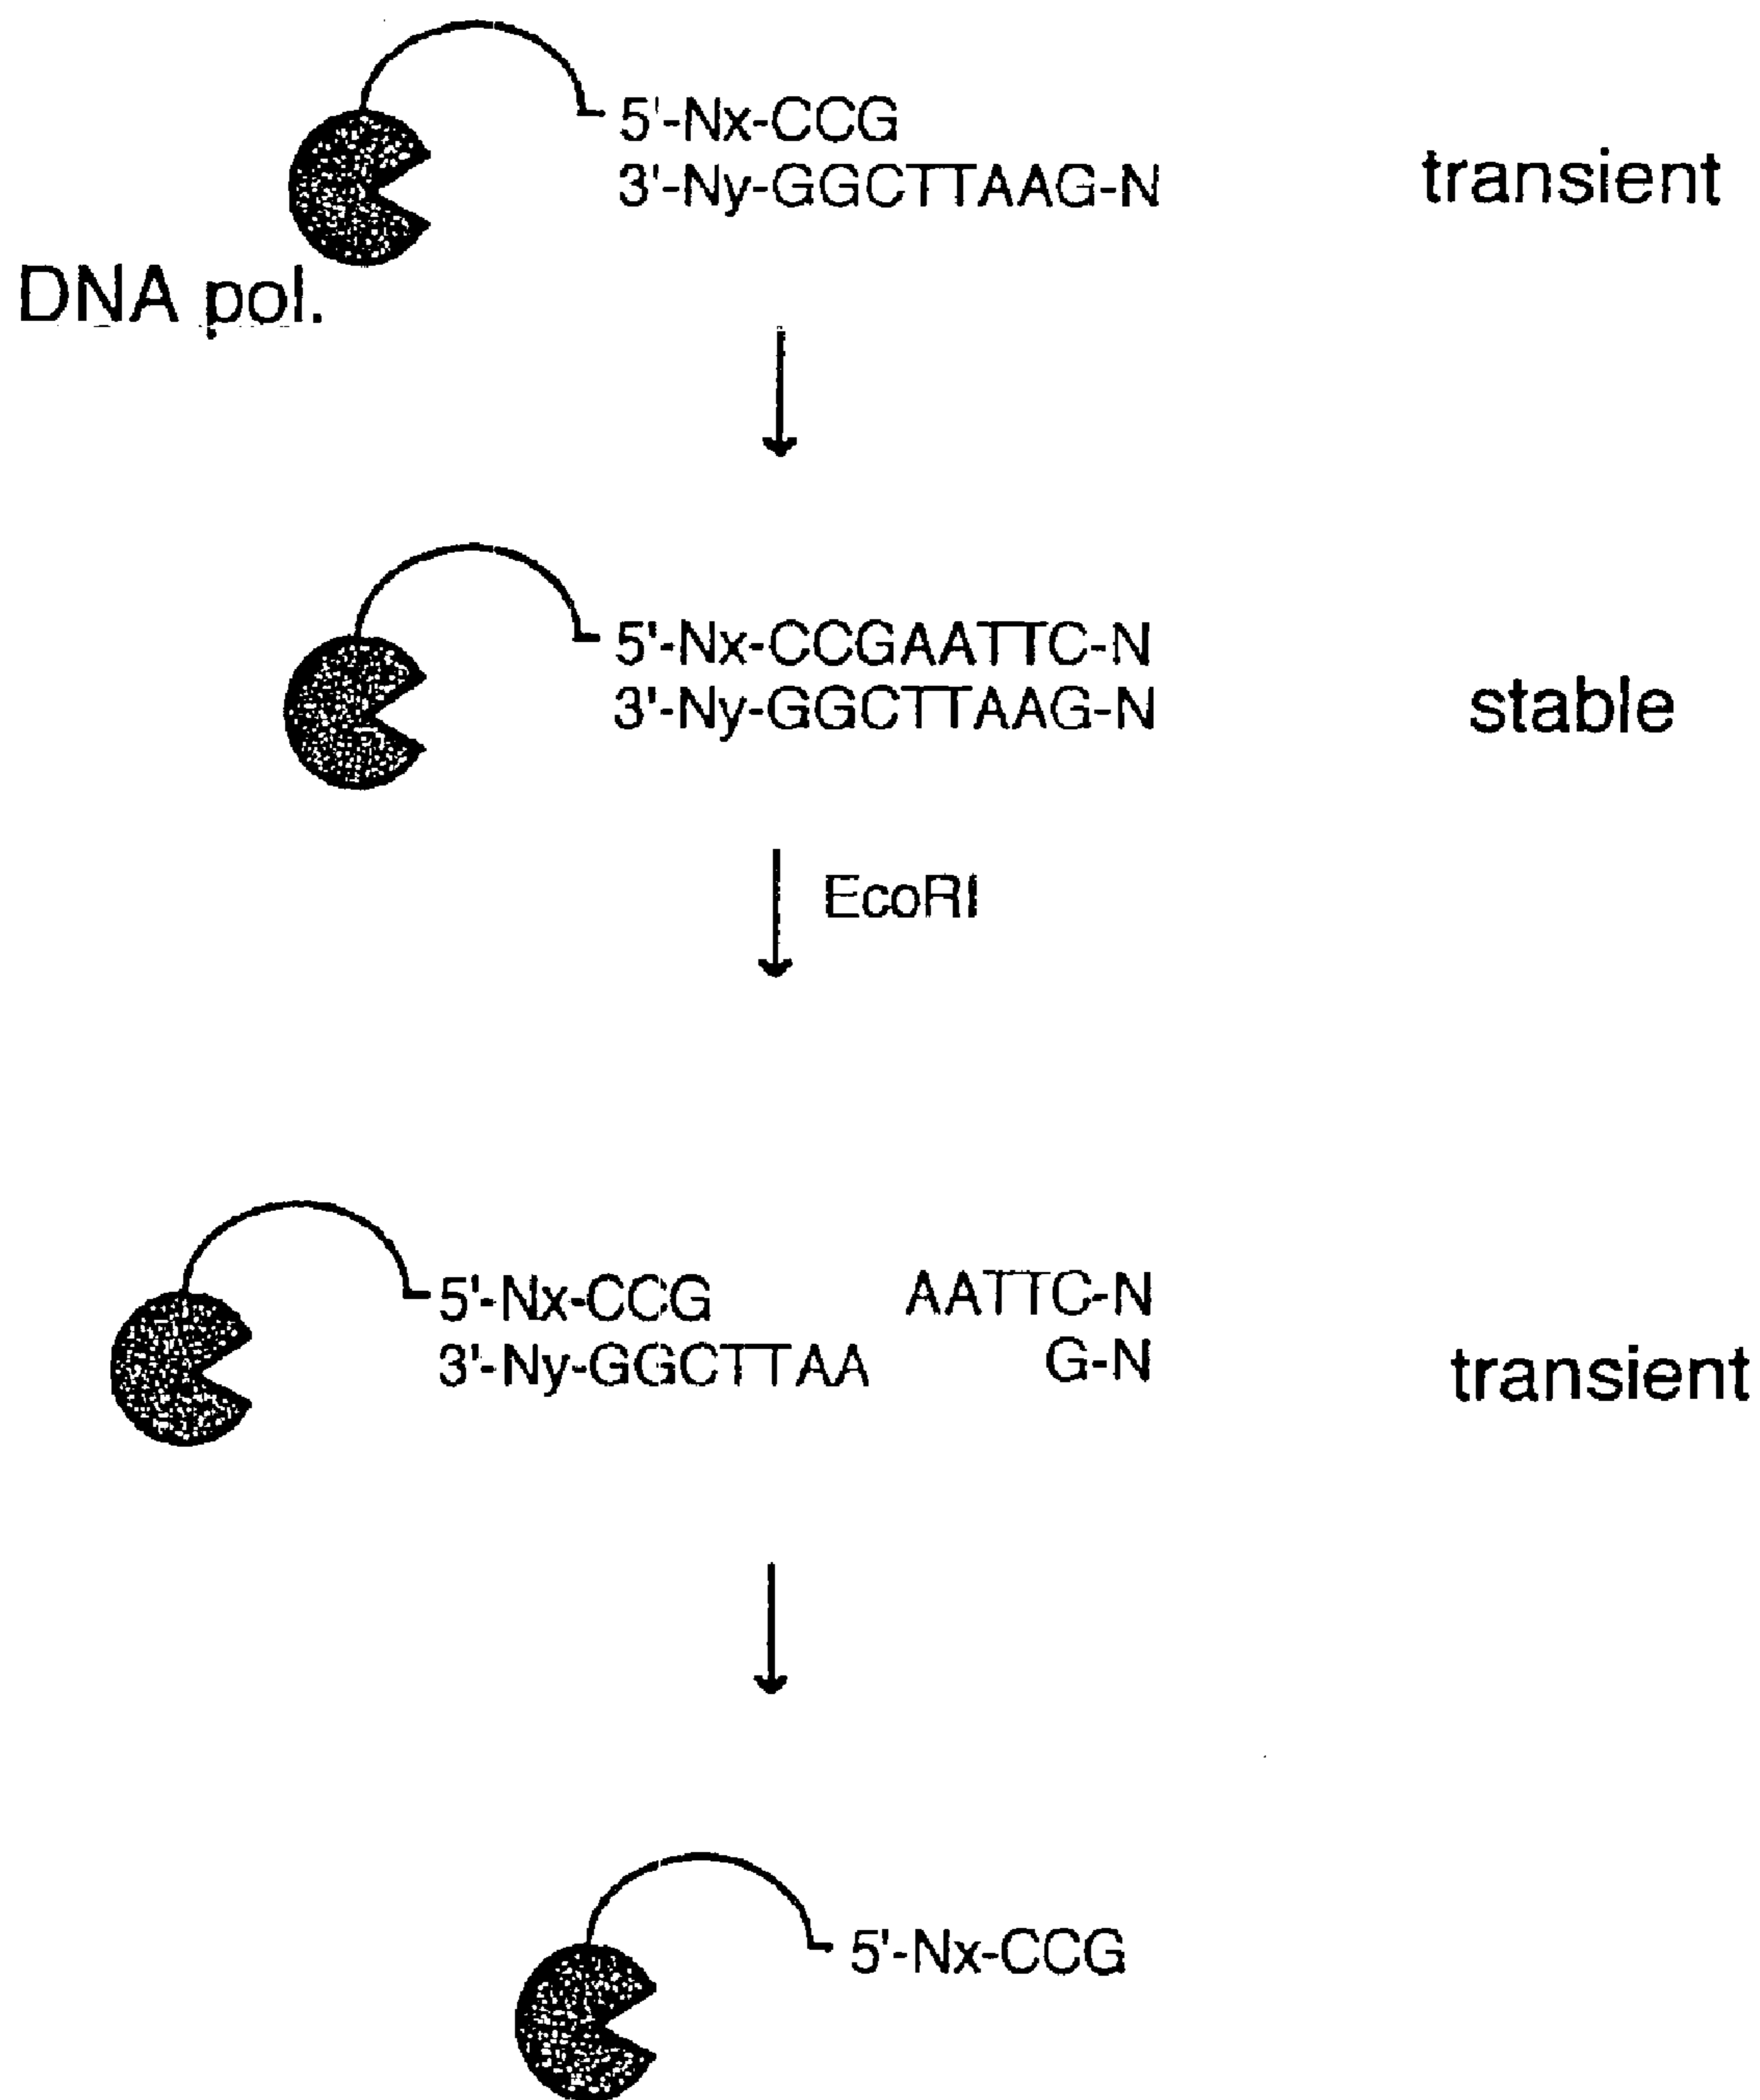 5'-Nx-CCG
3'-Ny-GGCTTAAG-N
transient
DNA pol.
5'-Nx-CCGAATTC-N
3'-Ny-GGCTTAAG-N
stable
EcoRI
5'-Nx-CCG AATTC-N
3'-Ny-GGCTTAA G-N
transient
5'-Nx-CCG